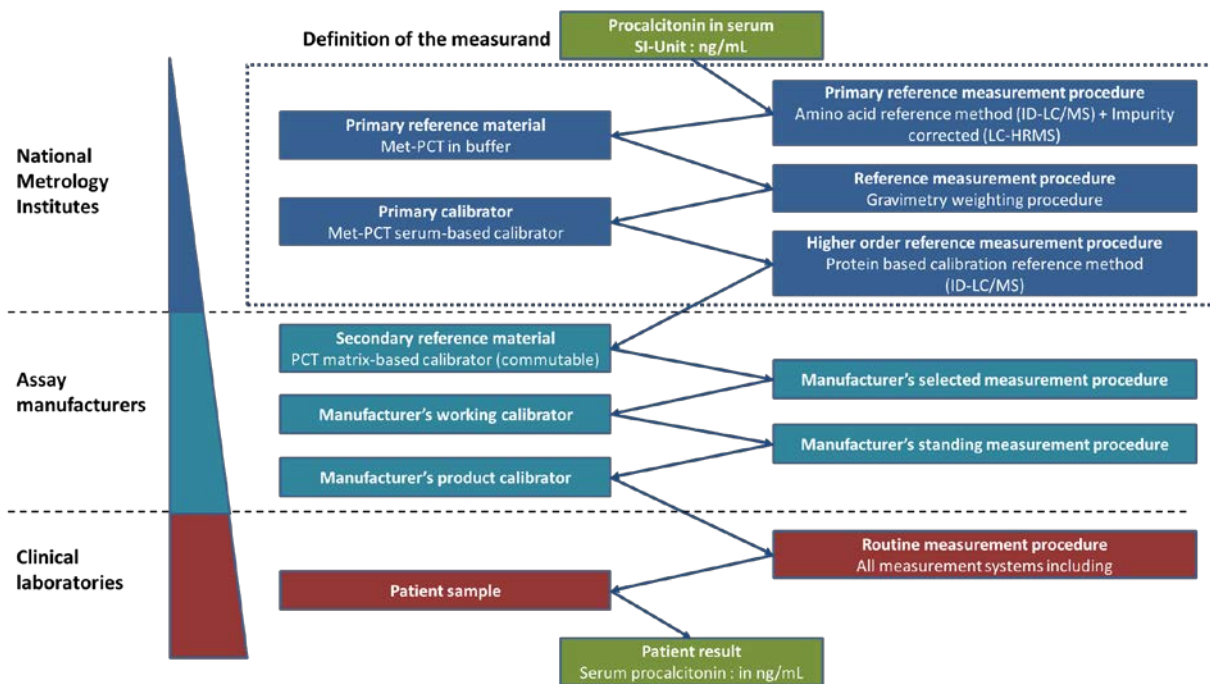 Definition of the measurand
Procalcitonin in serum
SI-Unit : ng/mL
Primary reference measurement procedure
Amino acid reference method (ID-LC/MS) + Impurity
corrected (LC-HRMS)
Primary reference material
Met-PCT in buffer
National
Metrology
Institutes
Reference measurement procedure
Gravimetry weighting procedure
Primary calibrator
Met-PCT serum-based calibrator
Higher order reference measurement procedure
Protein based calibration reference method
(ID-LC/MS)
Secondary reference material
PCT matrix-based calibrator (commutable)
Assay
manufacturers
Manufacturer's selected measurement procedure
Manufacturer's working calibrator
Manufacturer's standing measurement procedure
Manufacturer's product calibrator
Clinical
laboratories
Routine measurement procedure
All measurement systems including
Patient sample
Patient result
Serum procalcitonin : in ng/mL